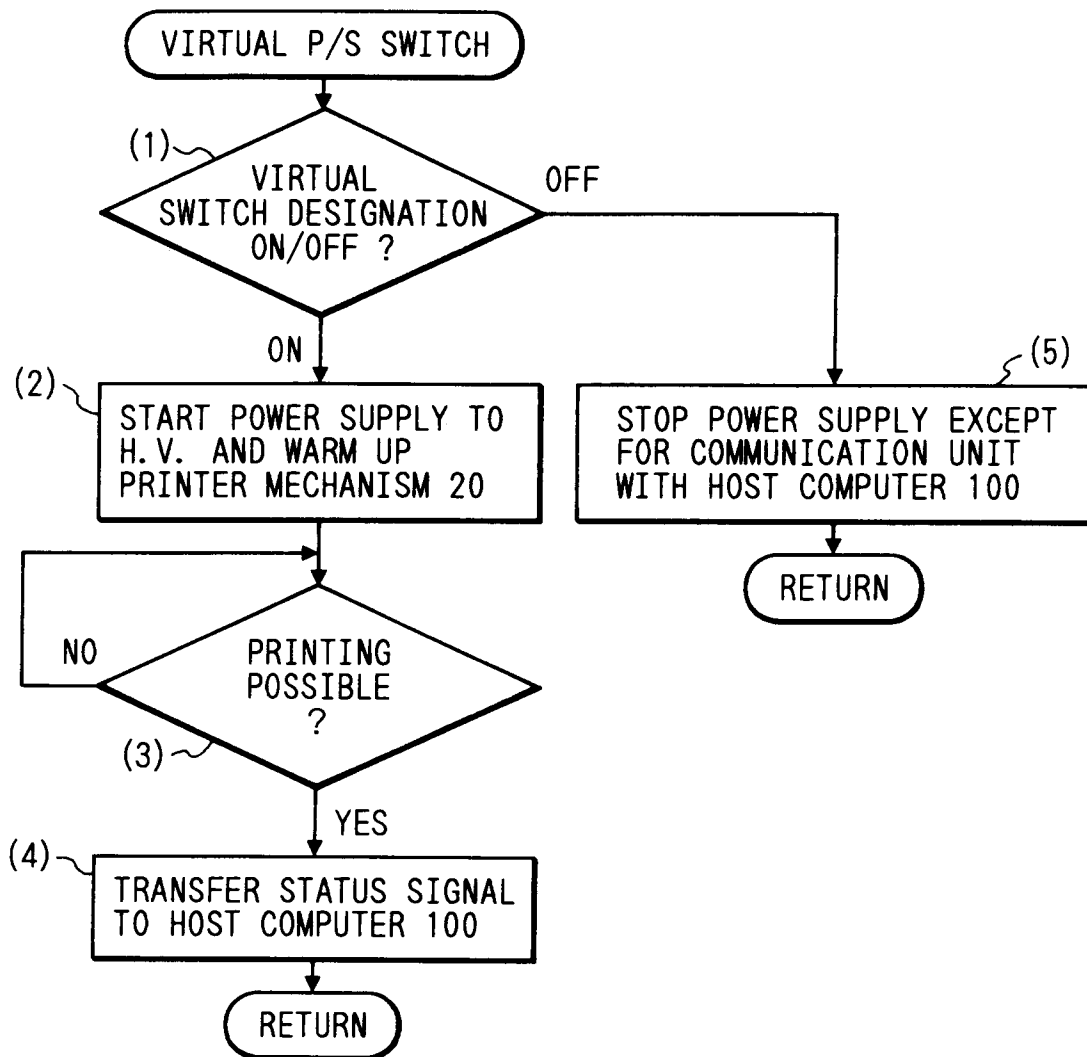 VIRTUAL P/S SWITCH
(1)
VIRTUAL
SWITCH DESIGNATION
ON/OFF ?
OFF
ON
(2)
START POWER SUPPLY TO
H.V. AND WARM UP
PRINTER MECHANISM 20
(5)
STOP POWER SUPPLY EXCEPT
FOR COMMUNICATION UNIT
WITH HOST COMPUTER 100
RETURN
NO
PRINTING
POSSIBLE
?
(3)
YES
(4)
TRANSFER STATUS SIGNAL
TO HOST COMPUTER 100
RETURN